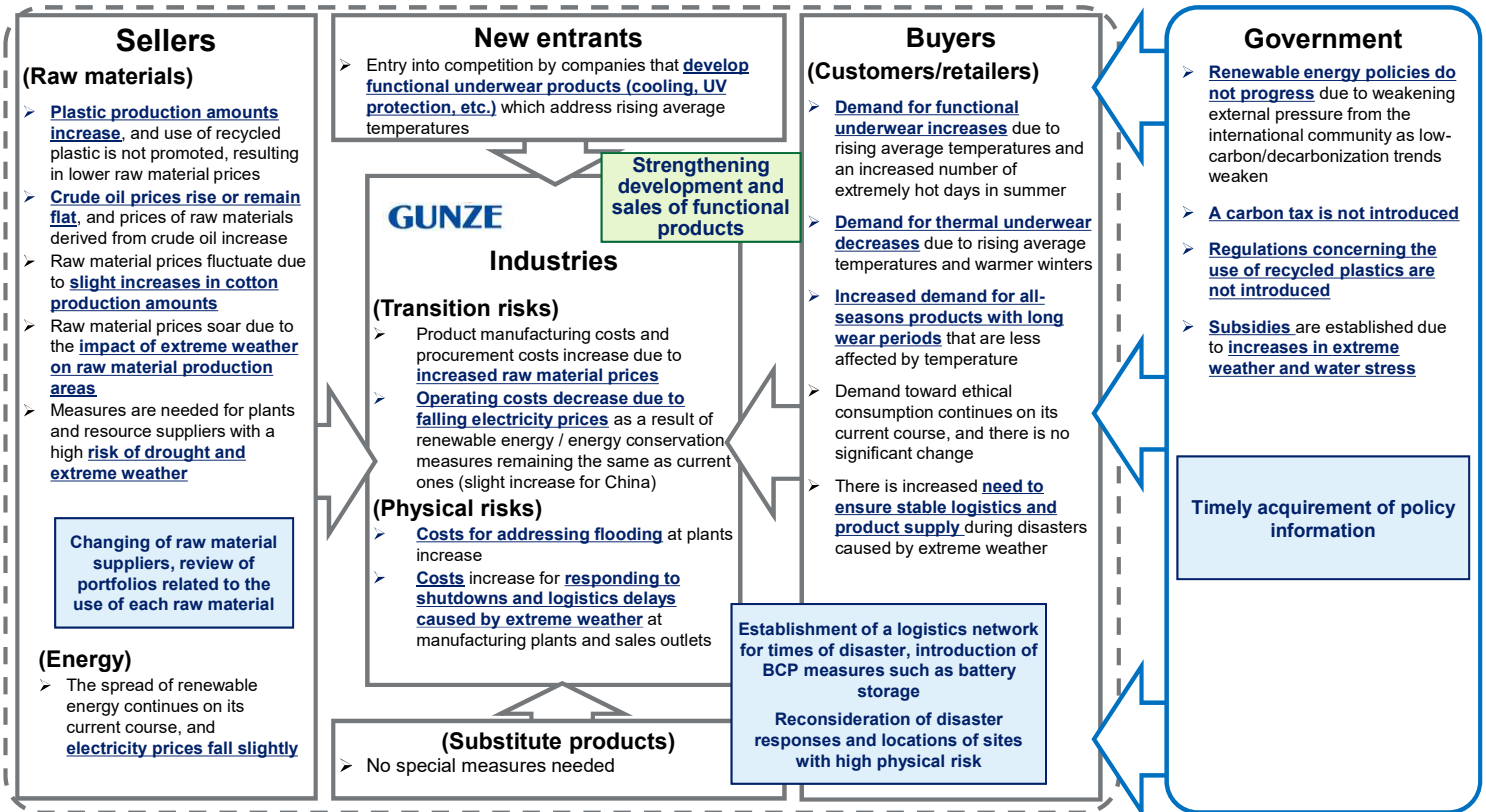 Sellers
(Raw materials)
➢ Plastic production amounts
increase, and use of recycled
plastic is not promoted, resulting
in lower raw material prices
➢ Crude oil prices rise or remain
flat, and prices of raw materials
derived from crude oil increase
➢ Raw material prices fluctuate due
to slight increases in cotton
production amounts
➢ Raw material prices soar due to
the impact of extreme weather
on raw material production
areas
➢ Measures are needed for plants
and resource suppliers with a
high risk of drought and
extreme weather
Changing of raw material
suppliers, review of
portfolios related to the
use of each raw material
(Energy)
➢ The spread of renewable
energy continues on its
current course, and
electricity prices fall slightly
New entrants
➢ Entry into competition by companies that develop
functional underwear products (cooling, UV
protection, etc.) which address rising average
temperatures
Strengthening
development and
sales of functional
products
GUNZE
Industries
(Transition risks)
➢ Product manufacturing costs and
procurement costs increase due to
increased raw material prices
➢ Operating costs decrease due to
falling electricity prices as a result of
renewable energy / energy conservation
measures remaining the same as current
ones (slight increase for China)
(Physical risks)
➢ Costs for addressing flooding at plants
increase
➢ Costs increase for responding to
shutdowns and logistics delays
caused by extreme weather at
manufacturing plants and sales outlets
(Substitute products)
➢ No special measures needed
Buyers
(Customers/retailers)
➢ Demand for functional
underwear increases due to
rising average temperatures and
an increased number of
extremely hot days in summer
➢ Demand for thermal underwear
decreases due to rising average
temperatures and warmer winters
➢ Increased demand for all-
seasons products with long
wear periods that are less
affected by temperature
➢ Demand toward ethical
consumption continues on its
current course, and there is no
significant change
➢ There is increased need to
ensure stable logistics and
product supply during disasters
caused by extreme weather
Establishment of a logistics network
for times of disaster, introduction of
BCP measures such as battery
storage
Reconsideration of disaster
responses and locations of sites
with high physical risk
Government
➢ Renewable energy policies do
not progress due to weakening
external pressure from the
international community as low-
carbon/decarbonization trends
weaken
➢ A carbon tax is not introduced
➢ Regulations concerning the
use of recycled plastics are
not introduced
➢ Subsidies are established due
to increases in extreme
weather and water stress
Timely acquirement of policy
information